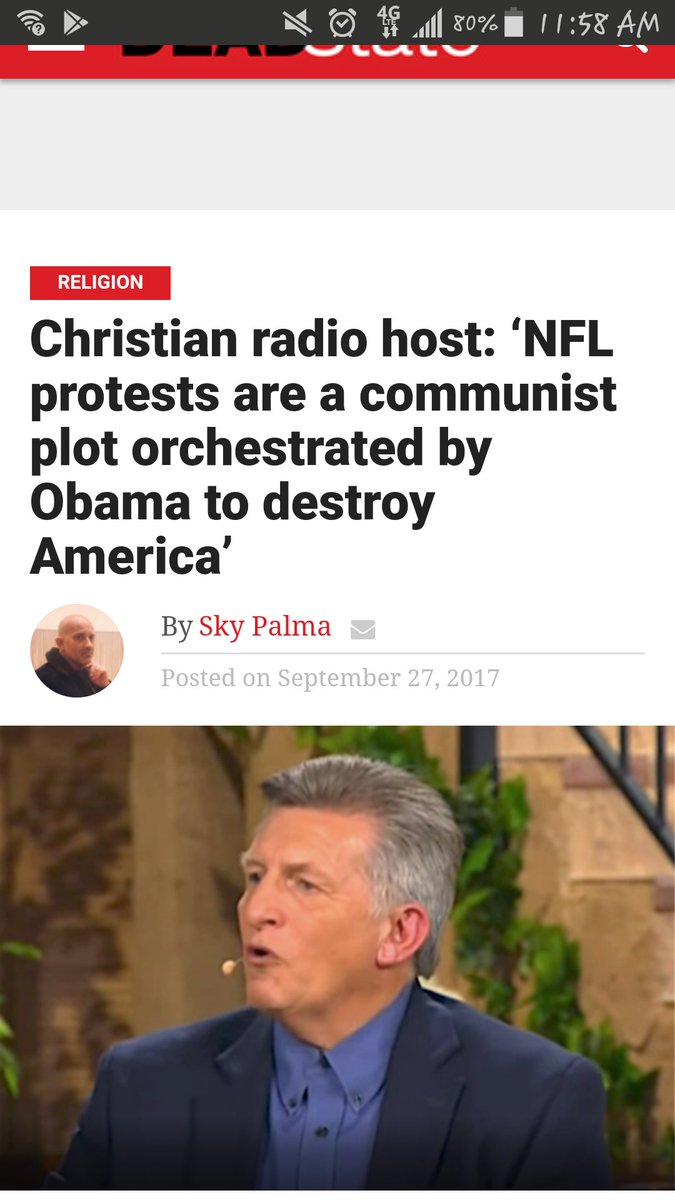 4G
LTE
80%
11:58 AM
DEADState
RELIGION
Christian radio host: ‘NFL
protests are a communist
plot orchestrated by
Obama to destroy
America’
By Sky Palma
Posted on September 27, 2017